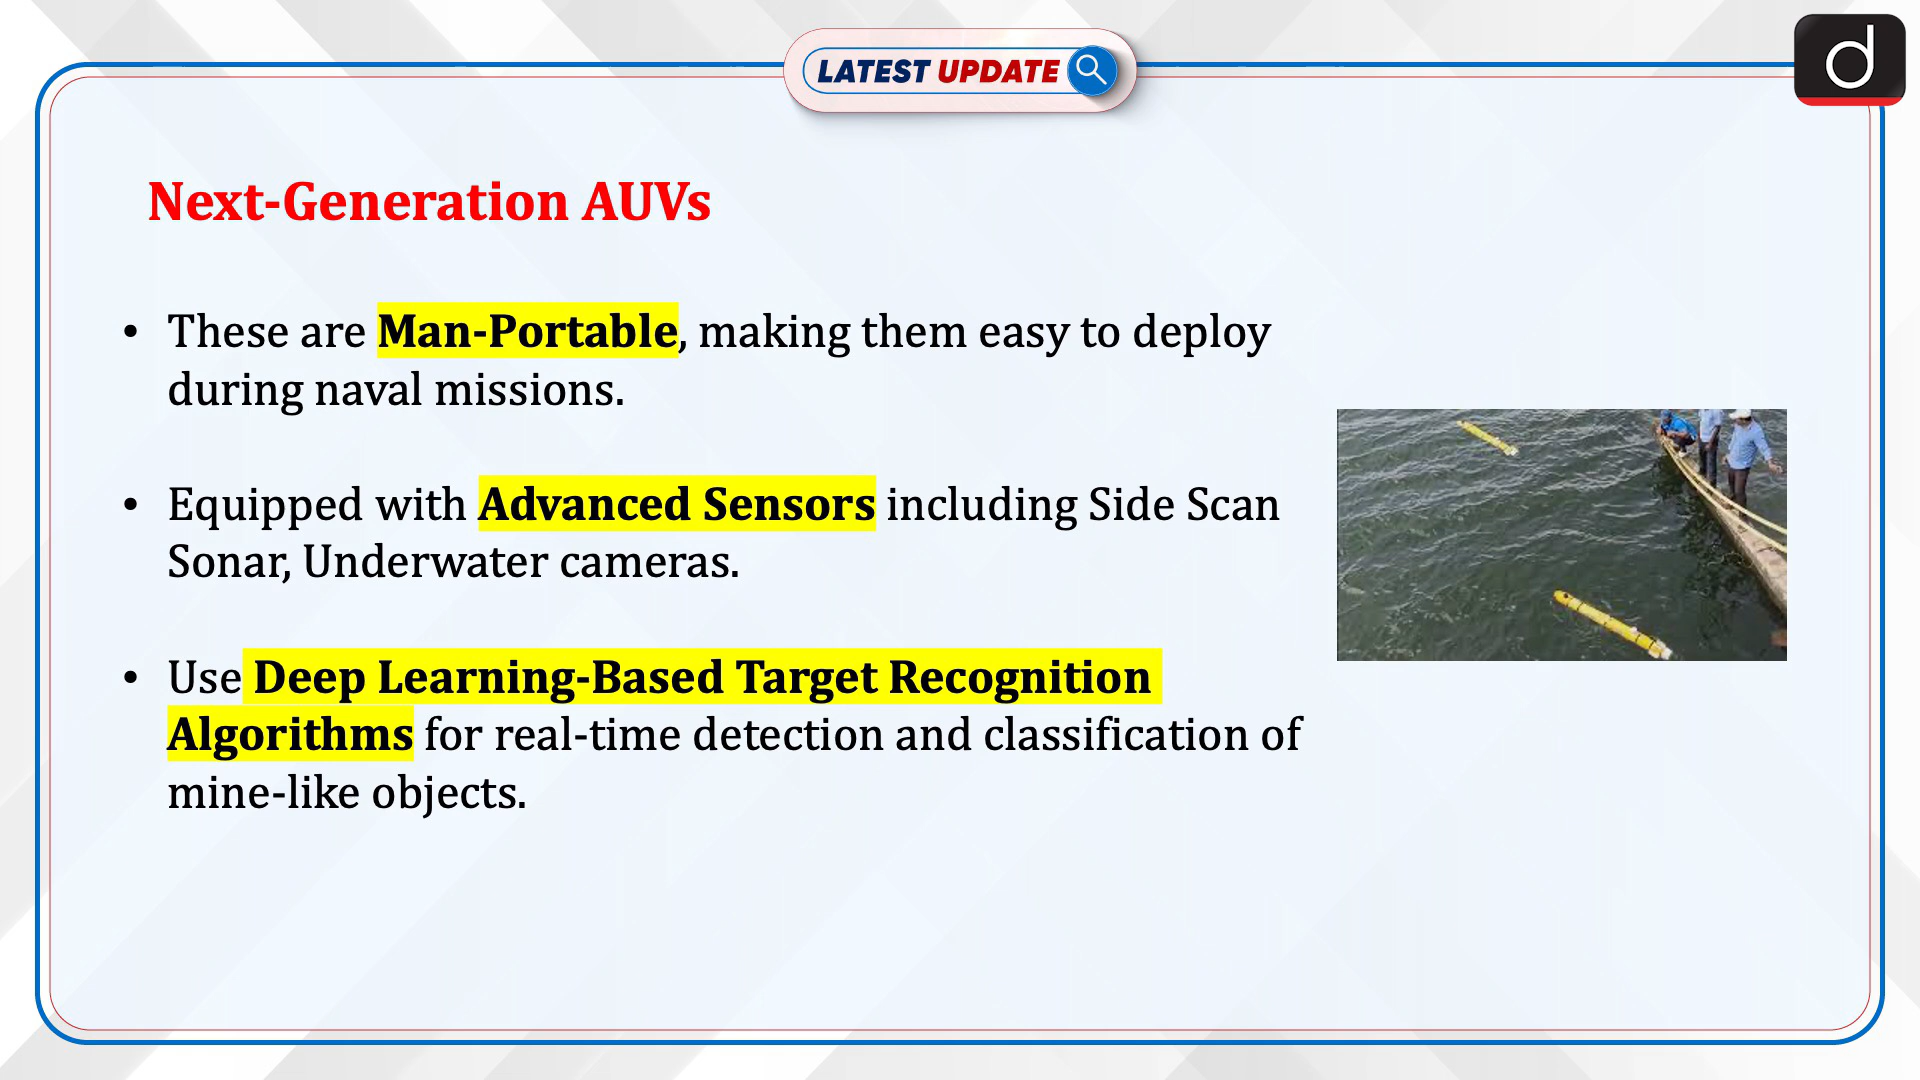 LATEST UPDATE
d
Next-Generation AUVs
• These are Man-Portable, making them easy to deploy
during naval missions.
• Equipped with Advanced Sensors including Side Scan
Sonar, Underwater cameras.
• Use Deep Learning-Based Target Recognition
Algorithms for real-time detection and classification of
mine-like objects.